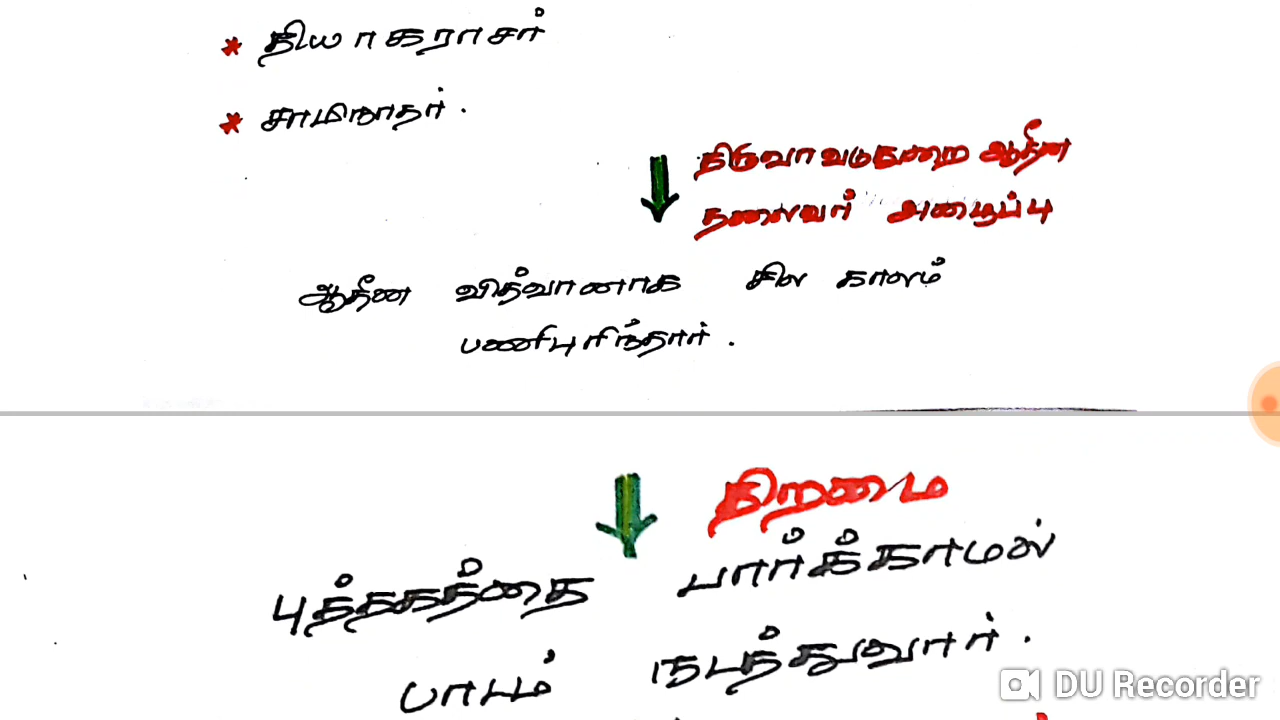 * தியாகராசர்
* சாமிநாதர்.
திருவாவடுதுறை ஆதீன
தலைவர் அழைப்பு
ஆதீன வித்வானாக சில காலம்
பணிபுரிந்தார்.
திறமை
புத்தகத்தை பார்க்காமல்
பாடம் நடத்துவார்.
DU Recorder